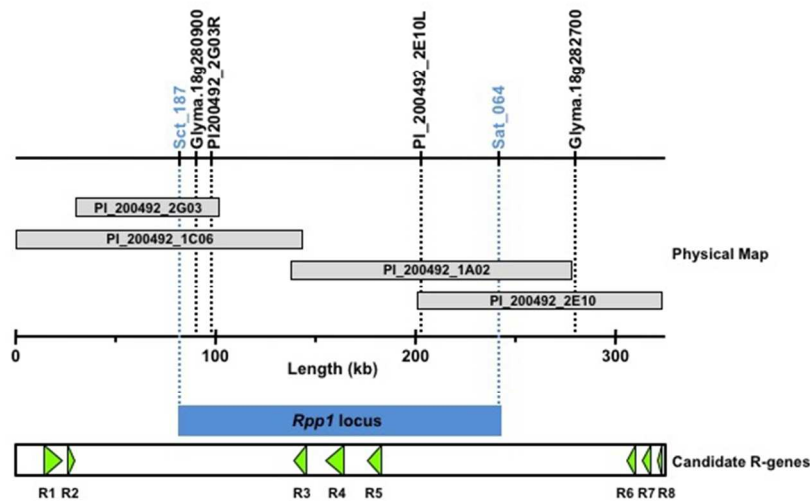 Sct_187
Glyma.18g280900
PI200492_2G03R
PI_200492_2E10L
Sat_064
Glyma.18g282700
PI_200492_2G03
PI_200492_1C06
PI_200492_1A02
PI_200492_2E10
Physical Map
0 100 200 300
Length (kb)
Rpp1 locus
Candidate R-genes
R1 R2 R3 R4 R5 R6 R7 R8